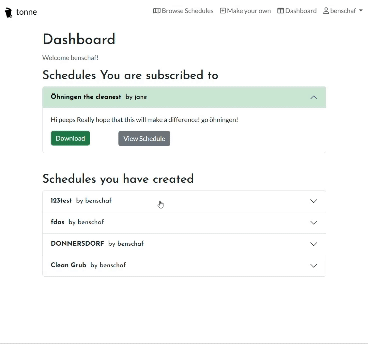 tonne
Browse Schedules Make your own Dashboard benschaf
Dashboard
Welcome benschaf!
Schedules You are subscribed to
Öhningen the cleanest by jane
Hi peeps Really hope that this will make a difference! go öhningen!
Download View Schedule
Schedules you have created
123test by benschaf
fdas by benschaf
DONNERSDORF by benschaf
Clean Grub by benschaf